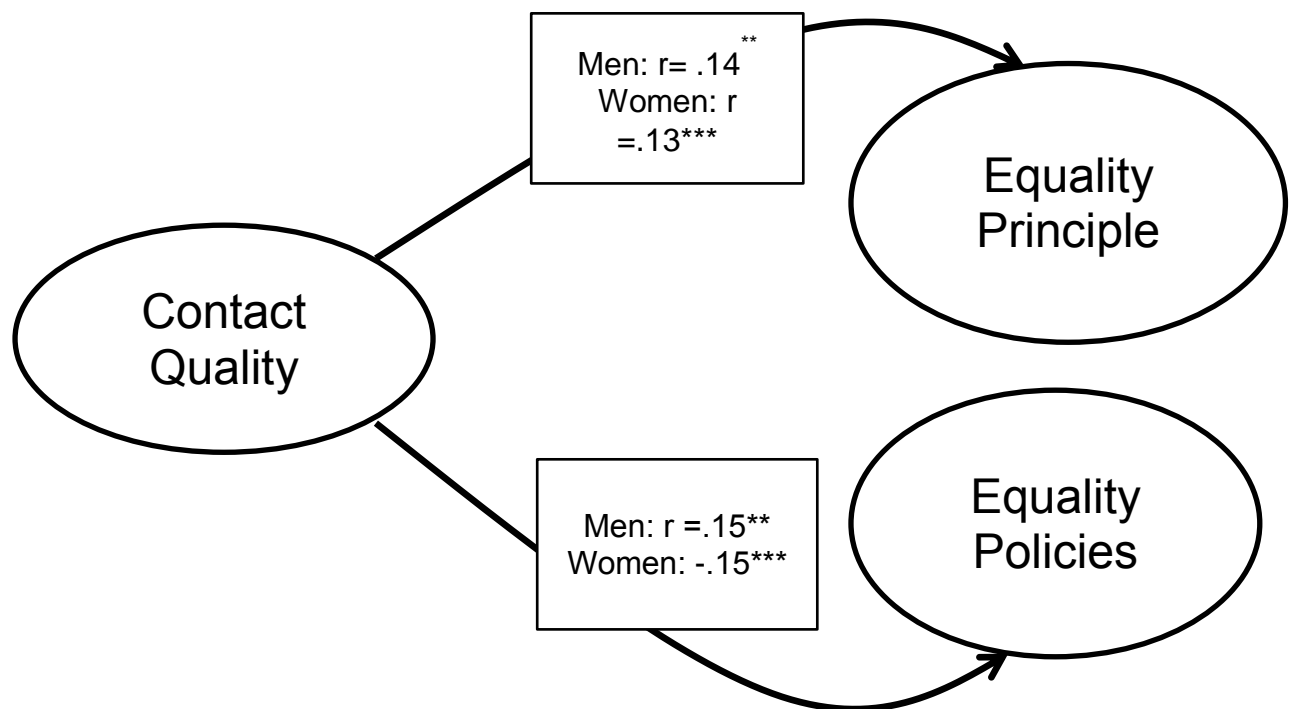 Men: r= .14**
Women: r
=.13***
Equality
Principle
Contact
Quality
Men: r =.15**
Women: -.15***
Equality
Policies